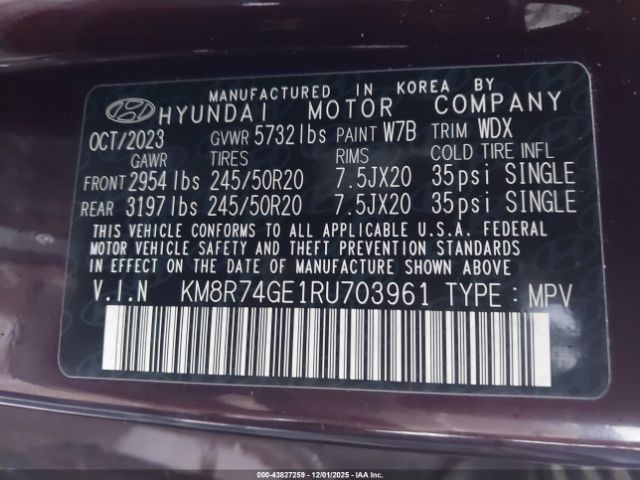 MANUFACTURED IN KOREA BY
HYUNDAI MOTOR COMPANY
OCT/2023 GVWR 5732lbs PAINT W7B TRIM WDX
GAWR TIRES RIMS COLD TIRE INFL
FRONT 2954lbs 245/50R20 7.5JX20 35psi SINGLE
REAR 3197lbs 245/50R20 7.5JX20 35psi SINGLE
THIS VEHICLE CONFORMS TO ALL APPLICABLE U.S.A. FEDERAL
MOTOR VEHICLE SAFETY AND THEFT PREVENTION STANDARDS
IN EFFECT ON THE DATE OF MANUFACTURE SHOWN ABOVE.
V.I.N KM8R74GE1RU703961 TYPE : MPV
00-43827259 - 12/01/2025 - IAA Inc.